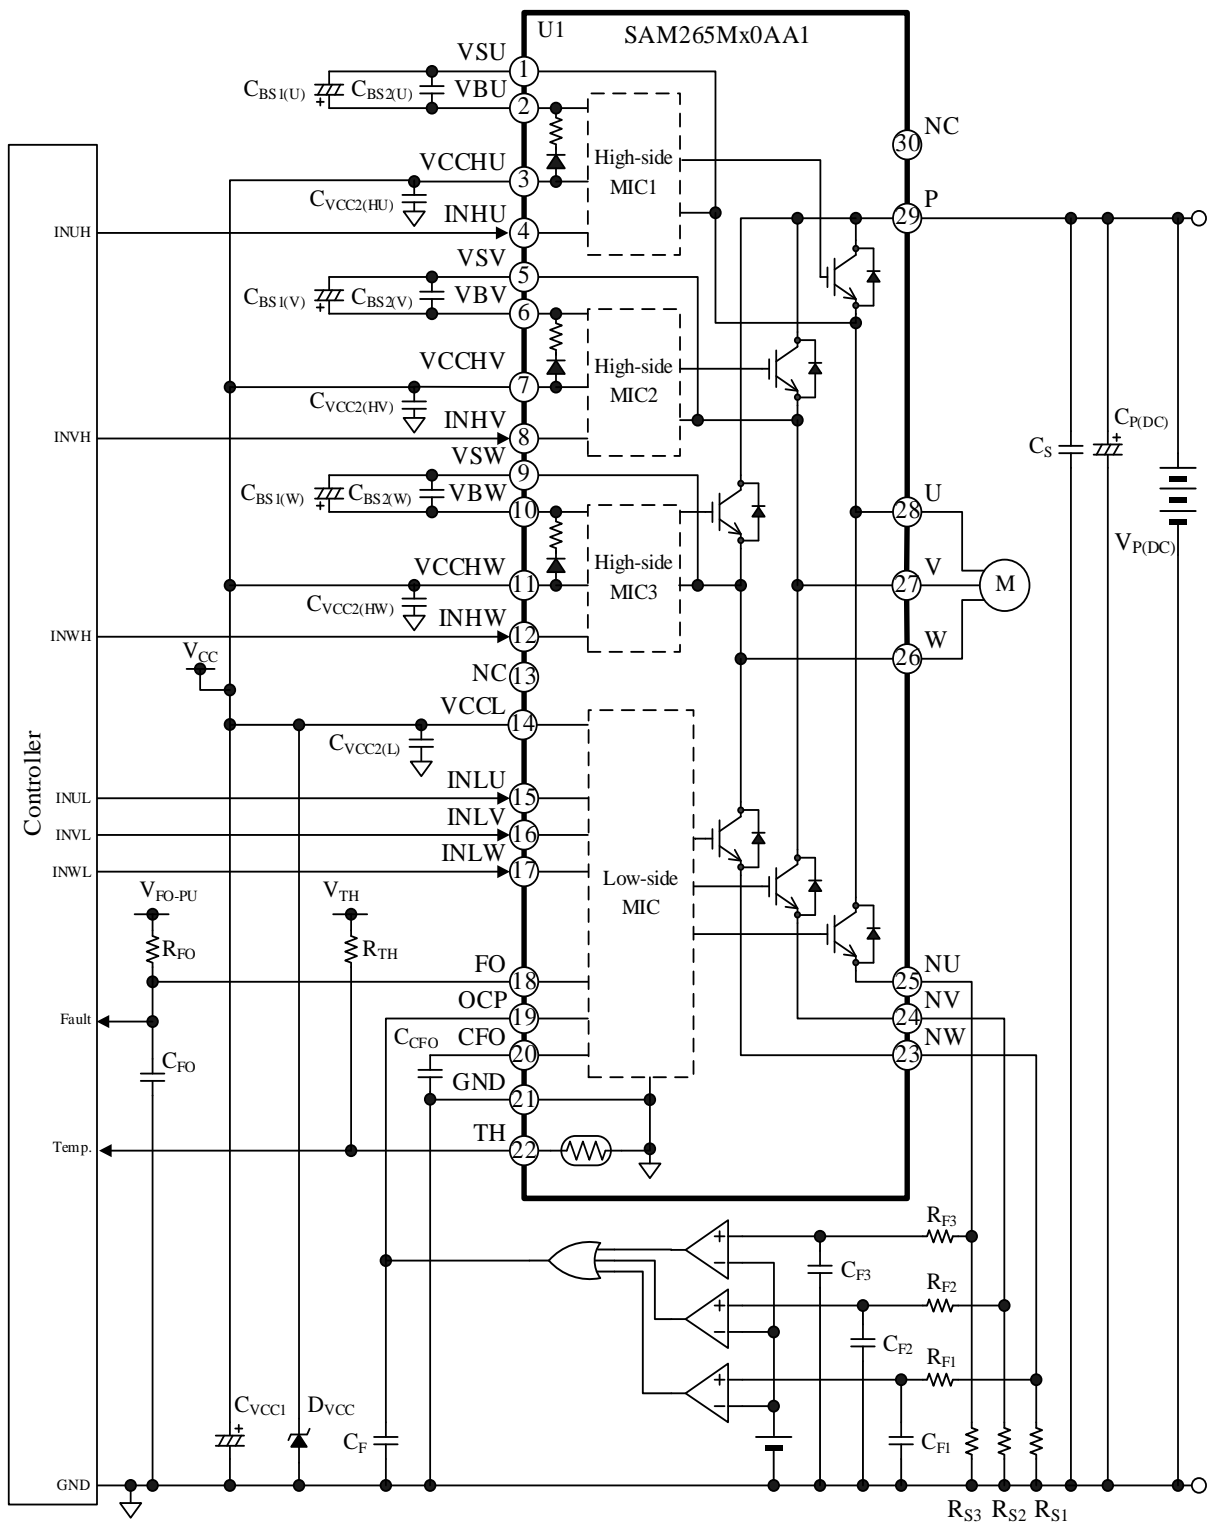 U1
SAM265Mx0AA1
VSU
1
CBS1(U)
CBS2(U)
VBU
2
VCCHU
3
CVCC2(HU)
INUH
INHU
4
High-side
MIC1
NC
30
P
29
VSV
5
CBS1(V)
CBS2(V)
VBV
6
VCCHV
7
CVCC2(HV)
INVH
INHV
8
High-side
MIC2
CS
CP(DC)
VP(DC)
VSW
9
CBS1(W)
CBS2(W)
VBW
10
VCCHW
11
CVCC2(HW)
INWH
INHW
12
High-side
MIC3
U
28
V
27
M
W
26
VCC
NC
13
VCCL
14
CVCC2(L)
Controller
INUL
INLU
15
INVL
INLV
16
INWL
INLW
17
Low-side
MIC
VFO-PU
RFO
VTH
RTH
FO
18
Fault
OCP
19
CFO
CCFO
CFO
20
GND
21
Temp.
TH
22
NU
25
NV
24
NW
23
RF3
CF3
RF2
CF2
RF1
CF1
+
−
+
−
+
−
CVCC1
DVCC
CF
GND
RS3
RS2
RS1